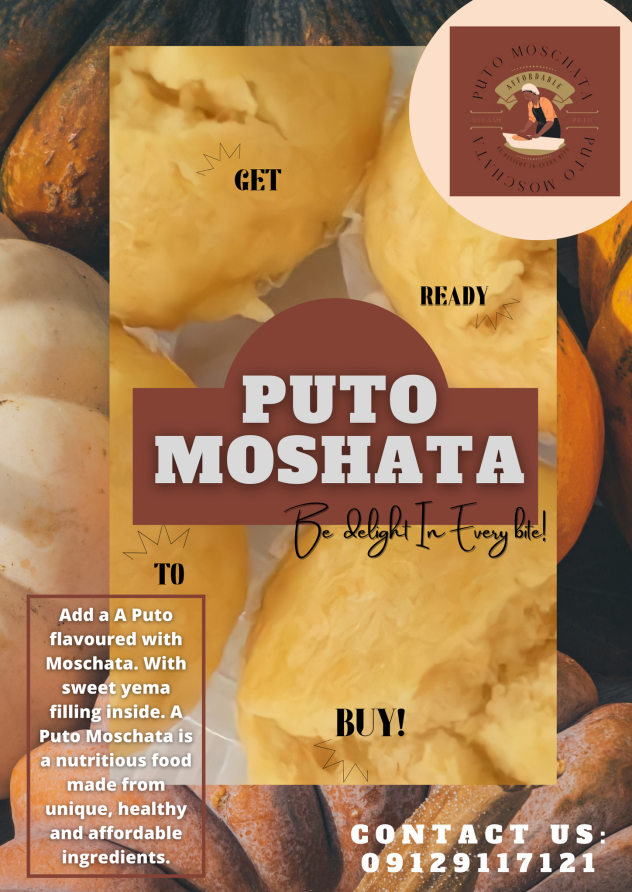 PUTO MOSCHATA
AFFORDABLE
PUTO MOSCHATA
GET
READY
PUTO
MOSHATA
Be delight In Every bite!
TO
Add a A Puto
flavoured with
Moschata. With
sweet yema
filling inside. A
Puto Moschata is
a nutritious food
made from
unique, healthy
and affordable
ingredients.
BUY!
CONTACT US:
09129117121